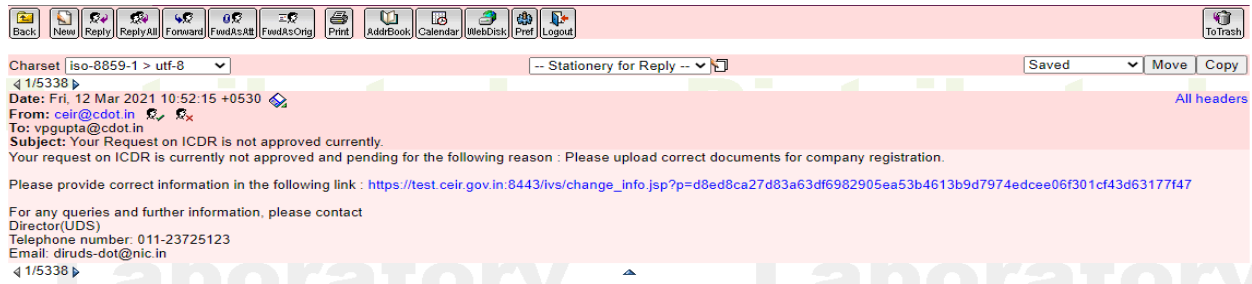 Back New Reply ReplyAll Forward FwdAsAtt FwdAsOrig Print AddrBook Calendar WebDisk Pref Logout ToTrash
Charset iso-8859-1 > utf-8 -- Stationery for Reply -- Saved Move Copy
1/5338
Date: Fri, 12 Mar 2021 10:52:15 +0530 All headers
From: ceir@cdot.in
To: vpgupta@cdot.in
Subject: Your Request on ICDR is not approved currently.
Your request on ICDR is currently not approved and pending for the following reason : Please upload correct documents for company registration.
Please provide correct information in the following link : https://test.ceir.gov.in:8443/ivs/change_info.jsp?p=d8ed8ca27d83a63df6982905ea53b4613b9d7974edcee06f301cf43d63177f47
For any queries and further information, please contact
Director(UDS)
Telephone number: 011-23725123
Email: diruds-dot@nic.in
1/5338
Laboratory Laboratory